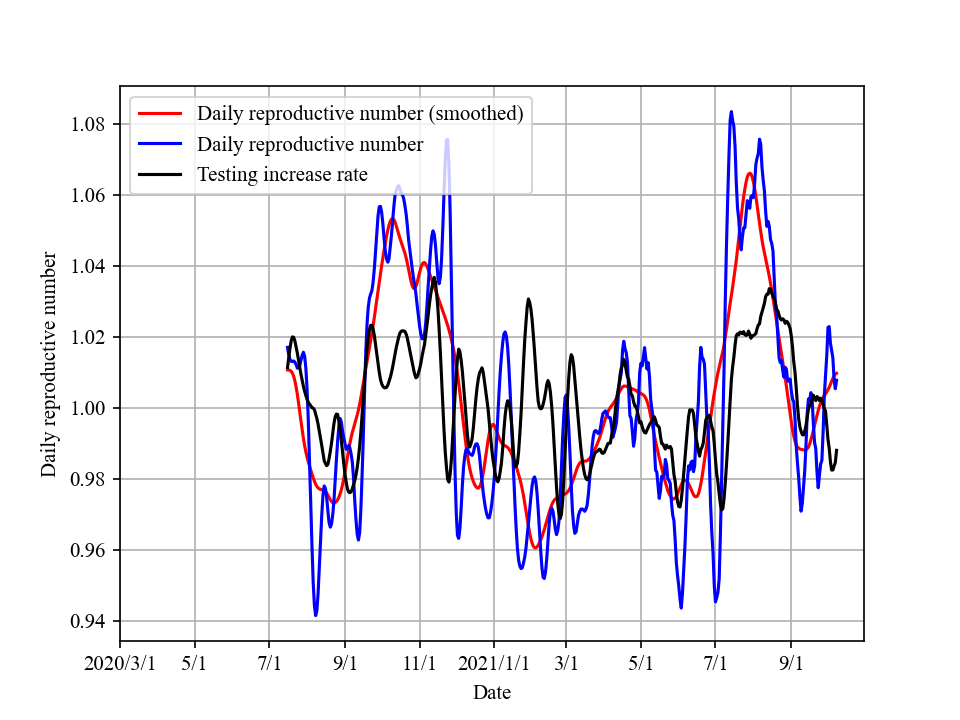 Daily reproductive number (smoothed)
Daily reproductive number
Testing increase rate
Daily reproductive number
1.08
1.06
1.04
1.02
1.00
0.98
0.96
0.94
2020/3/1 5/1 7/1 9/1 11/1 2021/1/1 3/1 5/1 7/1 9/1
Date